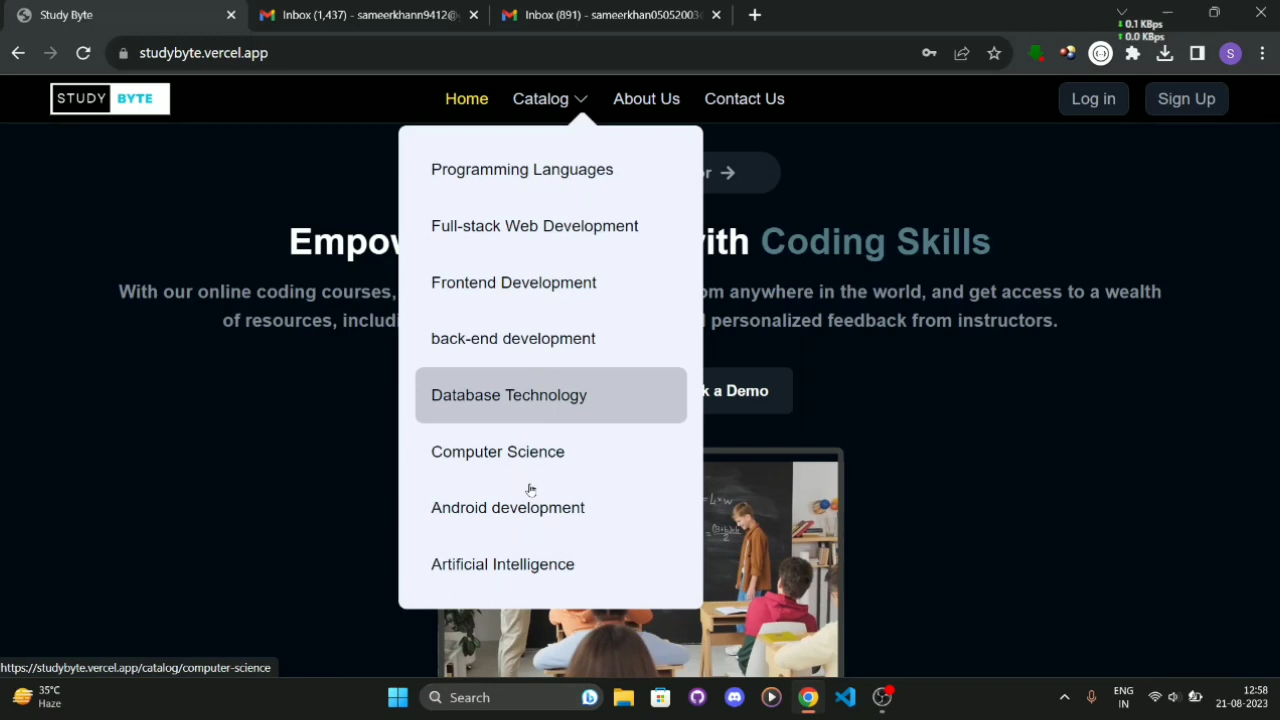 Study Byte
Inbox (1,437) - sameerkhann9412@
Inbox (891) - sameerkhan05052003
0.1 KBps
0.0 KBps
studybyte.vercel.app
S
STUDY BYTE
Home
Catalog
About Us
Contact Us
Log in
Sign Up
Programming Languages
Full-stack Web Development
Frontend Development
back-end development
Database Technology
Computer Science
Android development
Artificial Intelligence
or
Empow
ith Coding Skills
With our online coding courses,
om anywhere in the world, and get access to a wealth
of resources, includi
personalized feedback from instructors.
k a Demo
https://studybyte.vercel.app/catalog/computer-science
35°C
Haze
Search
ENG
IN
12:58
21-08-2023